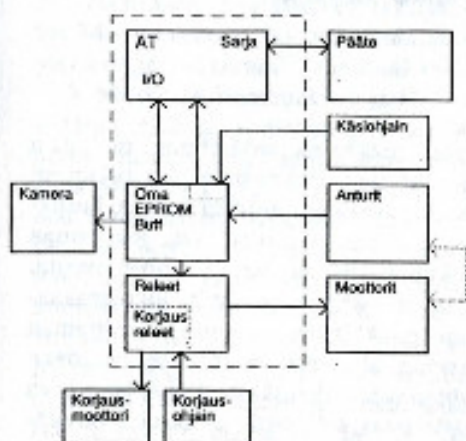 AT Sarja
I/O
Pääte
Käsiohjain
Kamera
Oma
EPROM
Buff
Anturit
Releet
Korjaus
releet
Moottorit
Korjaus-
moottori
Korjaus-
ohjain